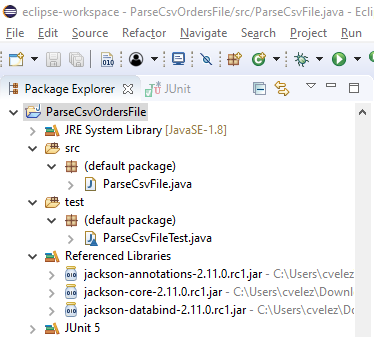 eclipse-workspace - ParseCsvOrdersFile/src/ParseCsvFile.java - Ecli
File Edit Source Refactor Navigate Search Project Run
Package Explorer JUnit
ParseCsvOrdersFile
JRE System Library [JavaSE-1.8]
src
(default package)
ParseCsvFile.java
test
(default package)
ParseCsvFileTest.java
Referenced Libraries
jackson-annotations-2.11.0.rc1.jar - C:\Users\cvelez\D
jackson-core-2.11.0.rc1.jar - C:\Users\cvelez\Downl
jackson-databind-2.11.0.rc1.jar - C:\Users\cvelez\Do
JUnit 5